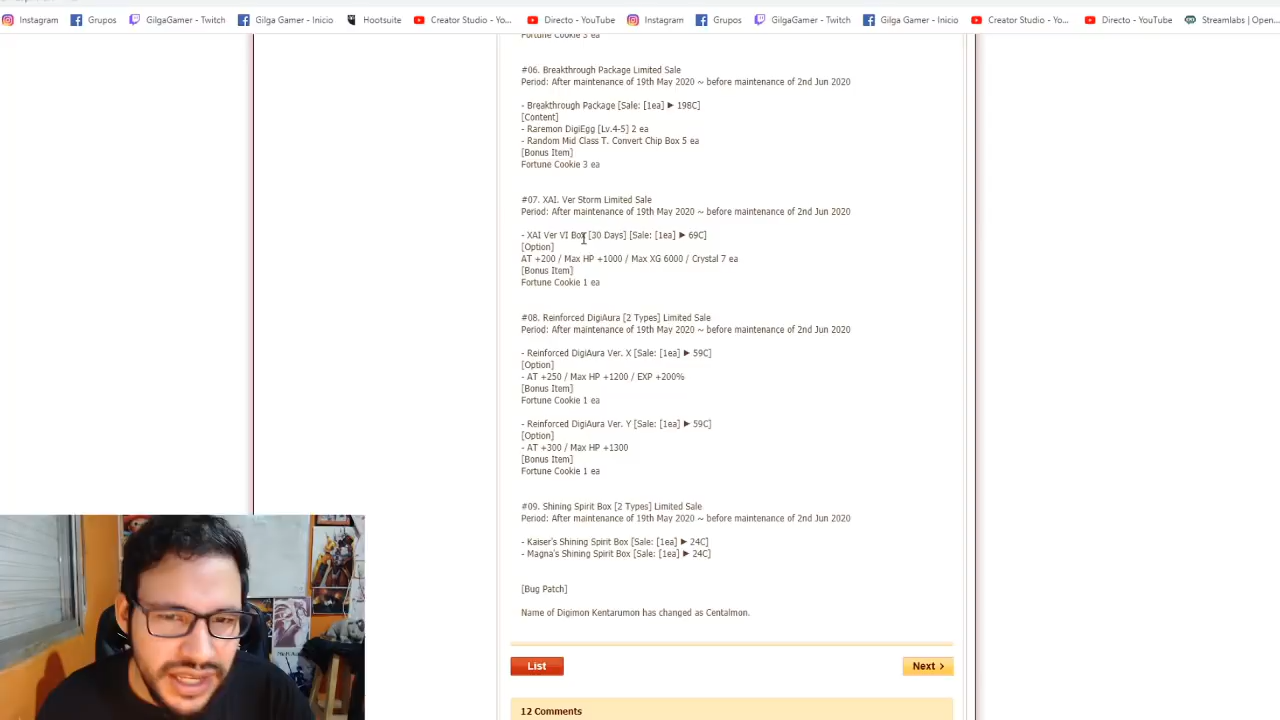 Instagram Grupos GilgaGamer - Twitch Gilga Gamer - Inicio Hootsuite Creator Studio - Yo... Directo - YouTube Instagram Grupos GilgaGamer - Twitch Gilga Gamer - Inicio Creator Studio - Yo... Directo - YouTube Streamlabs | Open...
Fortune Cookie 3 ea
#06. Breakthrough Package Limited Sale
Period: After maintenance of 19th May 2020 ~ before maintenance of 2nd Jun 2020
- Breakthrough Package [Sale: [1ea] ► 198C]
[Content]
- Raremon DigiEgg [Lv.4-5] 2 ea
- Random Mid Class T. Convert Chip Box 5 ea
[Bonus Item]
Fortune Cookie 3 ea
#07. XAI. Ver Storm Limited Sale
Period: After maintenance of 19th May 2020 ~ before maintenance of 2nd Jun 2020
- XAI Ver VI Box [30 Days] [Sale: [1ea] ► 69C]
[Option]
AT +200 / Max HP +1000 / Max XG 6000 / Crystal 7 ea
[Bonus Item]
Fortune Cookie 1 ea
#08. Reinforced DigiAura [2 Types] Limited Sale
Period: After maintenance of 19th May 2020 ~ before maintenance of 2nd Jun 2020
- Reinforced DigiAura Ver. X [Sale: [1ea] ► 59C]
[Option]
- AT +250 / Max HP +1200 / EXP +200%
[Bonus Item]
Fortune Cookie 1 ea
- Reinforced DigiAura Ver. Y [Sale: [1ea] ► 59C]
[Option]
- AT +300 / Max HP +1300
[Bonus Item]
Fortune Cookie 1 ea
#09. Shining Spirit Box [2 Types] Limited Sale
Period: After maintenance of 19th May 2020 ~ before maintenance of 2nd Jun 2020
- Kaiser's Shining Spirit Box [Sale: [1ea] ► 24C]
- Magna's Shining Spirit Box [Sale: [1ea] ► 24C]
[Bug Patch]
Name of Digimon Kentarumon has changed as Centalmon.
List
Next >
12 Comments